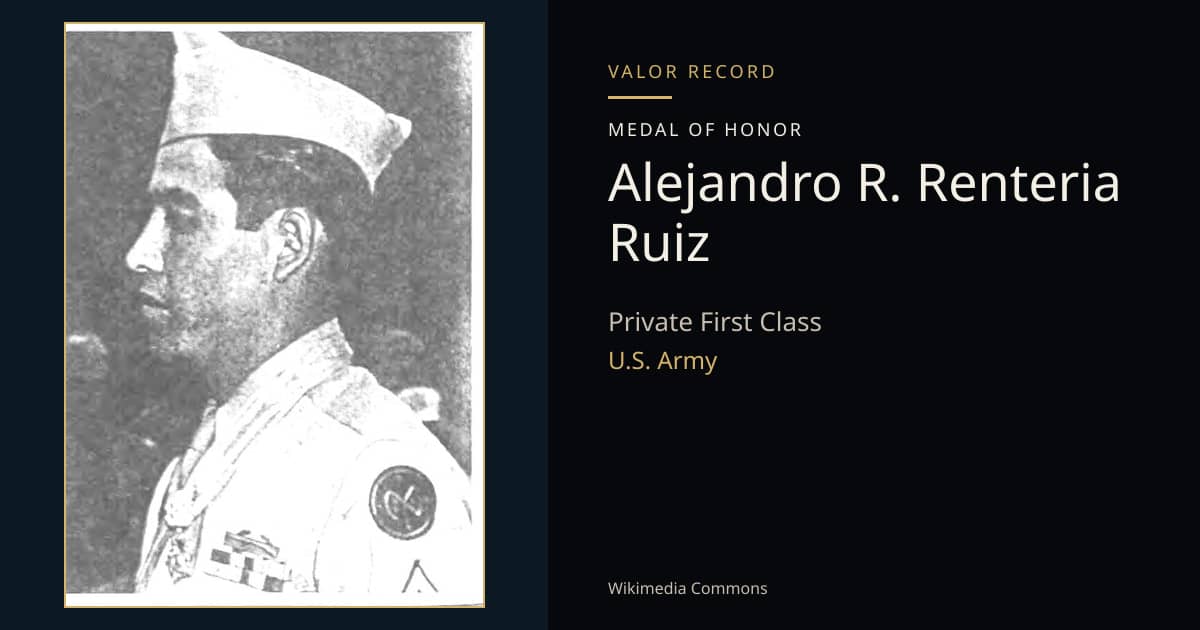 VALOR RECORD
MEDAL OF HONOR
Alejandro R. Renteria
Ruiz
Private First Class
U.S. Army
Wikimedia Commons